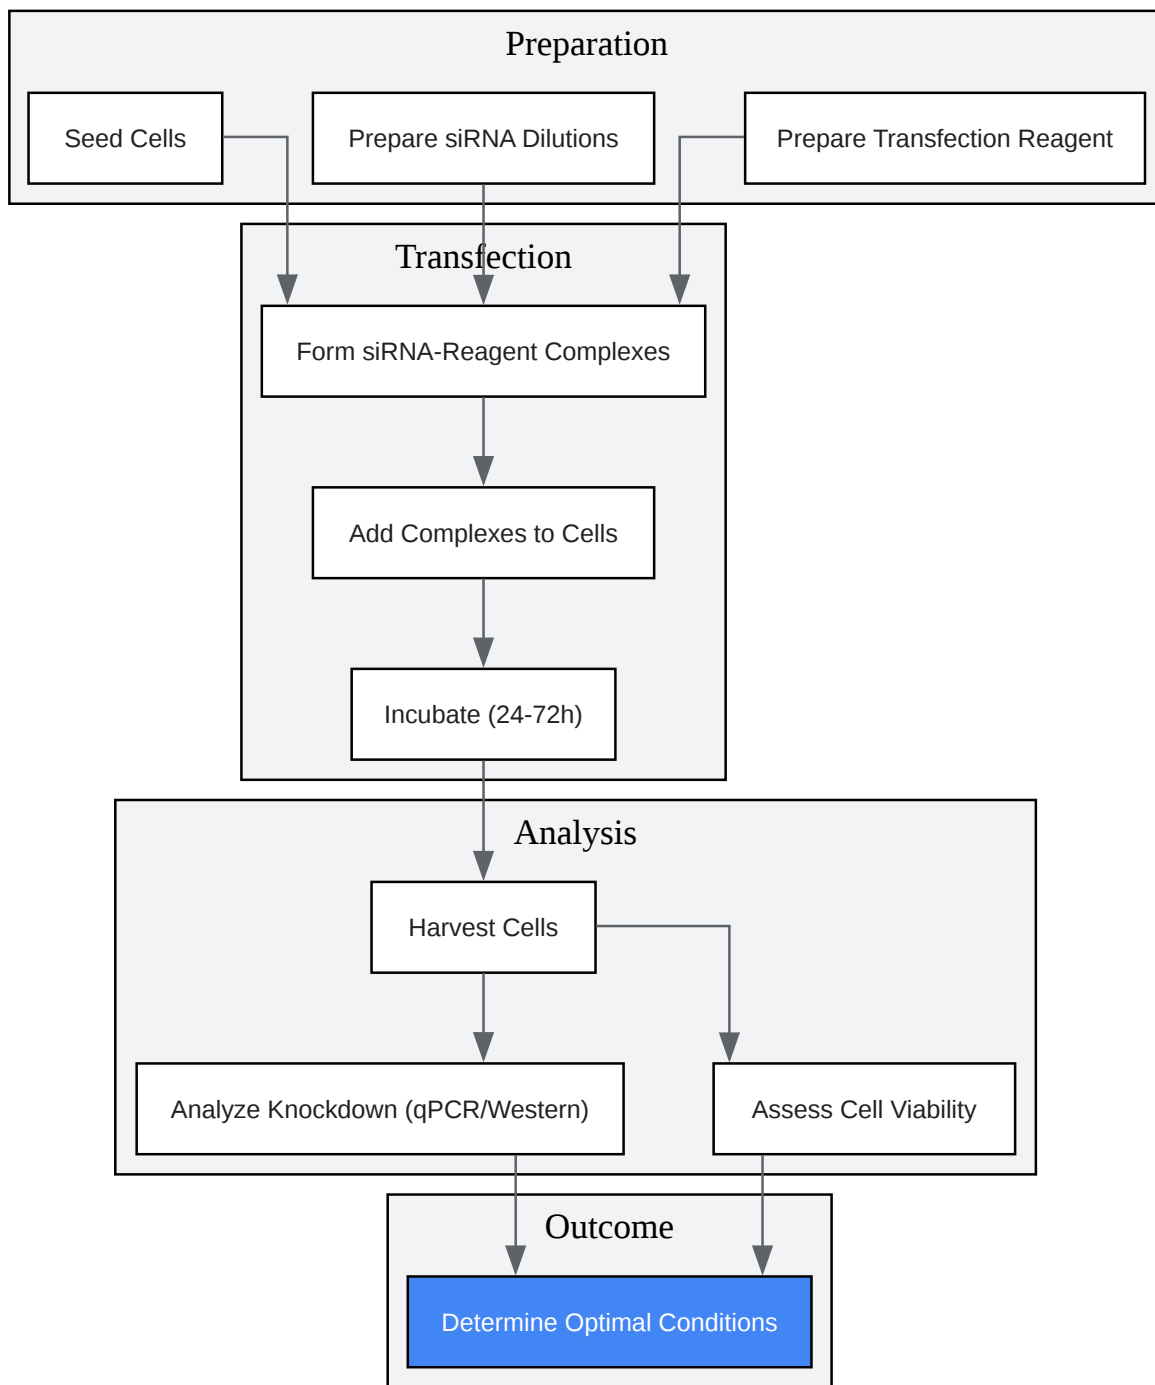 Preparation
Seed Cells
Prepare siRNA Dilutions
Prepare Transfection Reagent
Transfection
Form siRNA-Reagent Complexes
Add Complexes to Cells
Incubate (24-72h)
Analysis
Harvest Cells
Analyze Knockdown (qPCR/Western)
Assess Cell Viability
Outcome
Determine Optimal Conditions